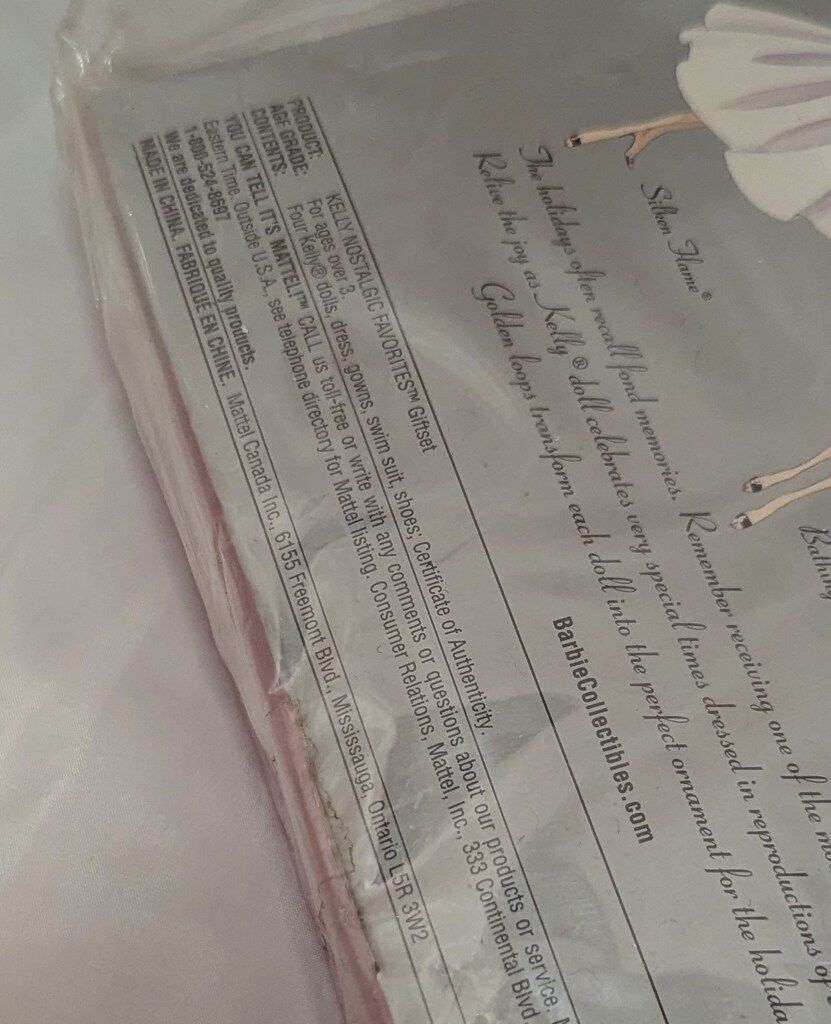 Silken Flame®
Bathing
The holidays often recall fond memories. Remember receiving one of the
Relive the joy as Kelly® doll celebrates very special times dressed in reproductions of
Golden loops transform each doll into the perfect ornament for the
BarbieCollectibles.com
PRODUCT: KELLY NOSTALGIC FAVORITES™ Giftset
AGE GRADE: For ages over 3.
CONTENTS: Four Kelly® dolls, dress, gowns, swim suit, shoes; Certificate of Authenticity.
YOU CAN TELL IT'S MATTEL!™ CALL us toll-free or write with any comments or questions about our products or service.
Eastern Time. Outside U.S.A., see telephone directory for Mattel listing. Consumer Relations, Mattel, Inc., 333 Continental Blvd.
1-800-524-8697
We are dedicated to quality products.
MADE IN CHINA. FABRIQUE EN CHINE. Mattel Canada Inc., 6155 Freemont Blvd., Mississauga, Ontario L5R 3W2